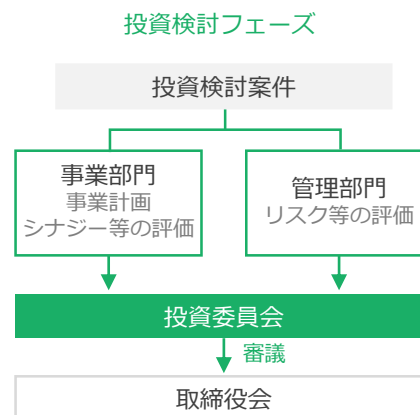 投資検討フェーズ
投資検討案件
事業部門
事業計画
シナジー等の評価
管理部門
リスク等の評価
投資委員会
審議
取締役会